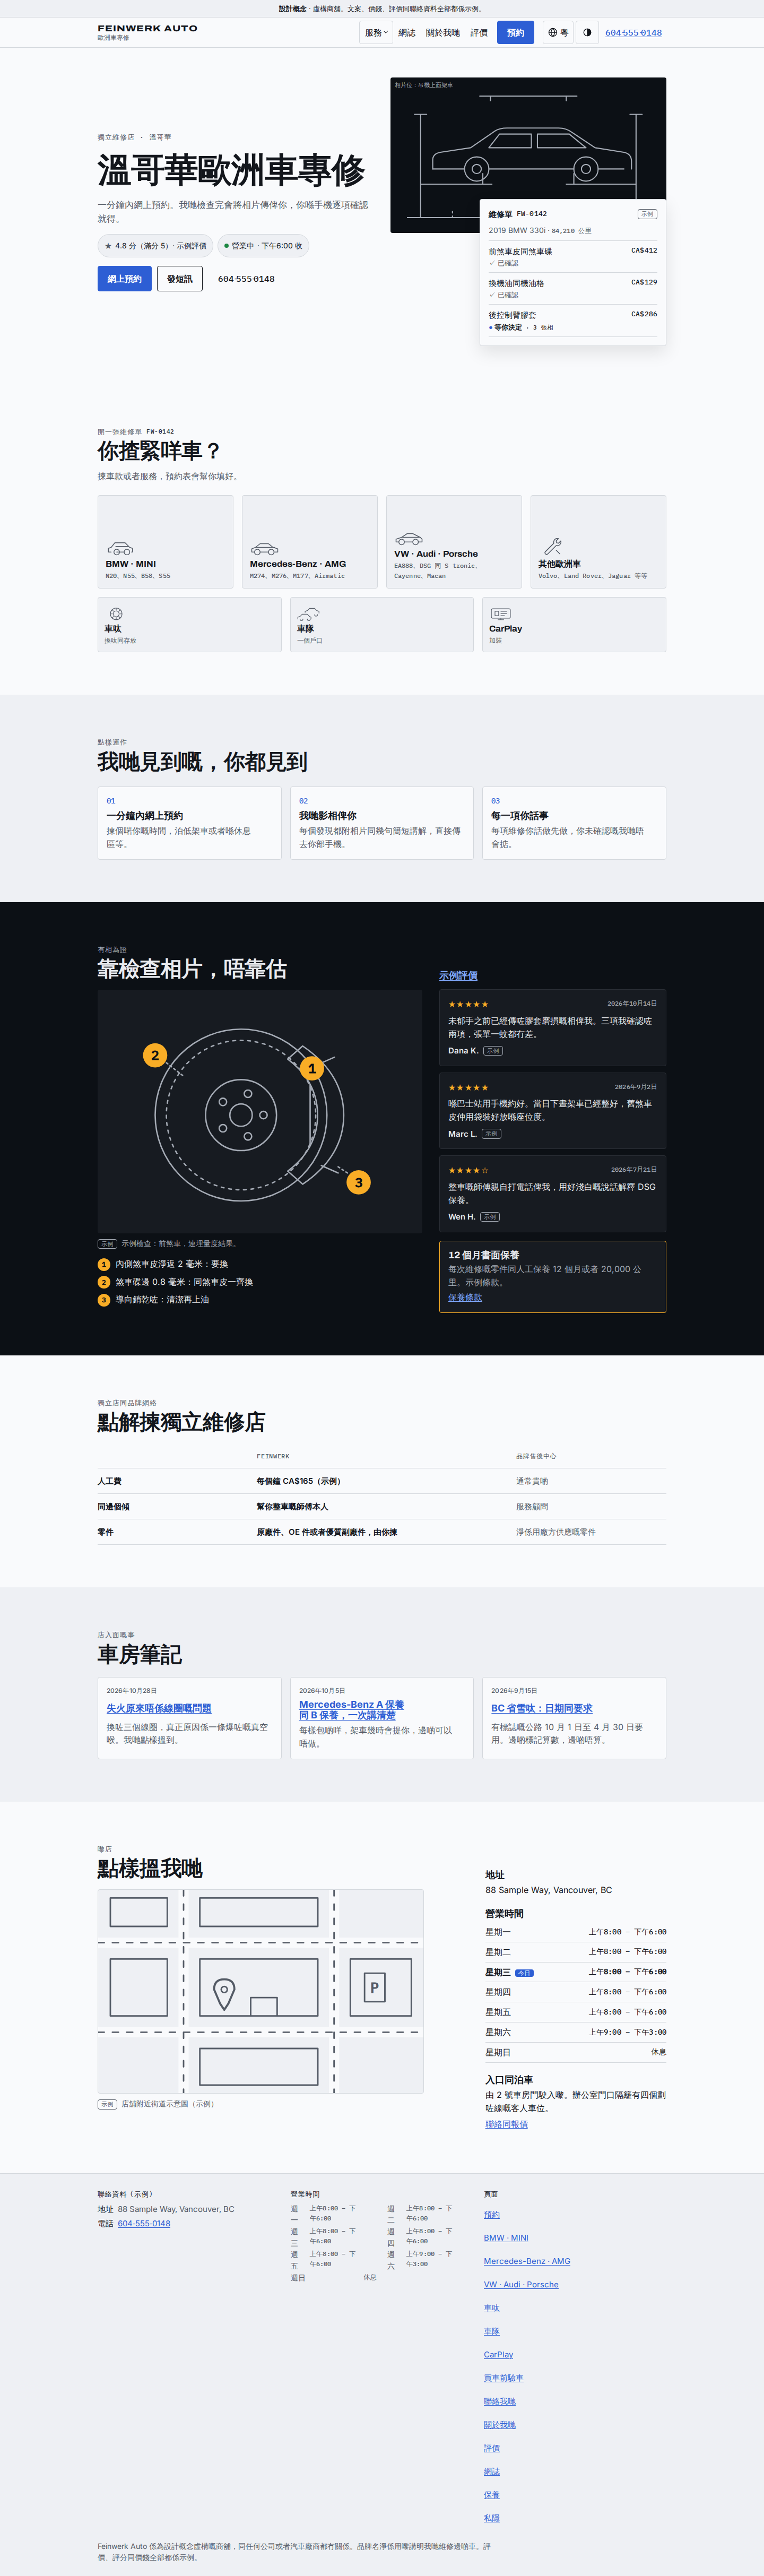 設計概念 · 虛構商舖。文案、價錢、評價同聯絡資料全部都係示例。
FEINWERK AUTO
歐洲車專修
服務 網誌 關於我哋 評價 預約 粵 604-555-0148
相片位：吊機上面架車
獨立維修店 · 溫哥華
溫哥華歐洲車專修
一分鐘內網上預約。我哋檢查完會將相片傳俾你，你喺手機逐項確認
就得。
★ 4.8 分（滿分 5）· 示例評價
營業中 · 下午6:00 收
網上預約 發短訊 604-555-0148
維修單 FW-0142 示例
2019 BMW 330i · 84,210 公里
前煞車皮同煞車碟 CA$412
✓ 已確認
換機油同機油格 CA$129
✓ 已確認
後控制臂膠套 CA$286
● 等你決定 · 3 張相
開一張維修單 FW-0142
你揸緊咩車？
揀車款或者服務，預約表會幫你填好。
BMW · MINI
N20、N55、B58、S55
Mercedes-Benz · AMG
M274、M276、M177、Airmatic
VW · Audi · Porsche
EA888、DSG 同 S tronic、
Cayenne、Macan
其他歐洲車
Volvo、Land Rover、Jaguar 等等
車呔
換呔同存放
車隊
一個戶口
CarPlay
加裝
點樣運作
我哋見到嘅，你都見到
01
一分鐘內網上預約
揀個啱你嘅時間，泊低架車或者喺休息
區等。
02
我哋影相俾你
每個發現都附相片同幾句簡短講解，直接傳
去你部手機。
03
每一項你話事
每項維修你話做先做，你未確認嘅我哋唔
會掂。
有相為證
靠檢查相片，唔靠估
2
1
3
示例 示例檢查：前煞車，連埋量度結果。
1 內側煞車皮淨返 2 毫米：要換
2 煞車碟邊 0.8 毫米：同煞車皮一齊換
3 導向銷乾咗：清潔再上油
示例評價
★★★★★ 2026年10月14日
未郁手之前已經傳咗膠套磨損嘅相俾我。三項我確認咗
兩項，張單一蚊都冇差。
Dana K. 示例
★★★★★ 2026年9月2日
喺巴士站用手機約好。當日下晝架車已經整好，舊煞車
皮仲用袋裝好放喺座位度。
Marc L. 示例
★★★★☆ 2026年7月21日
整車嘅師傅親自打電話俾我，用好淺白嘅說話解釋 DSG
保養。
Wen H. 示例
12 個月書面保養
每次維修嘅零件同人工保養 12 個月或者 20,000 公
里。示例條款。
保養條款
獨立店同品牌網絡
點解揀獨立維修店
FEINWERK 品牌售後中心
人工費 每個鐘 CA$165（示例） 通常貴啲
同邊個傾 幫你整車嘅師傅本人 服務顧問
零件 原廠件、OE 件或者優質副廠件，由你揀 淨係用廠方供應嘅零件
店入面嘅事
車房筆記
2026年10月28日
失火原來唔係線圈嘅問題
換咗三個線圈，真正原因係一條爆咗嘅真空
喉。我哋點樣搵到。
2026年10月5日
Mercedes-Benz A 保養
同 B 保養，一次講清楚
每樣包啲咩，架車幾時會提你，邊啲可以
唔做。
2026年9月15日
BC 省雪呔：日期同要求
有標誌嘅公路 10 月 1 日至 4 月 30 日要
用。邊啲標記算數，邊啲唔算。
嚟店
點樣搵我哋
P
示例 店舖附近街道示意圖（示例）
地址
88 Sample Way, Vancouver, BC
營業時間
星期一 上午8:00 – 下午6:00
星期二 上午8:00 – 下午6:00
星期三 今日 上午8:00 – 下午6:00
星期四 上午8:00 – 下午6:00
星期五 上午8:00 – 下午6:00
星期六 上午9:00 – 下午3:00
星期日 休息
入口同泊車
由 2 號車房門駛入嚟。辦公室門口隔籬有四個劃
咗線嘅客人車位。
聯絡同報價
聯絡資料（示例）
地址 88 Sample Way, Vancouver, BC
電話 604-555-0148
營業時間
週一 上午8:00 – 下午6:00
週二 上午8:00 – 下午6:00
週三 上午8:00 – 下午6:00
週四 上午8:00 – 下午6:00
週五 上午8:00 – 下午6:00
週六 上午9:00 – 下午3:00
週日 休息
頁面
預約
BMW · MINI
Mercedes-Benz · AMG
VW · Audi · Porsche
車呔
車隊
CarPlay
買車前驗車
聯絡我哋
關於我哋
評價
網誌
保養
私隱
Feinwerk Auto 係為設計概念虛構嘅商舖，同任何公司或者汽車廠商都冇關係。品牌名淨係用嚟講明我哋維修邊啲車。評
價、評分同價錢全部都係示例。